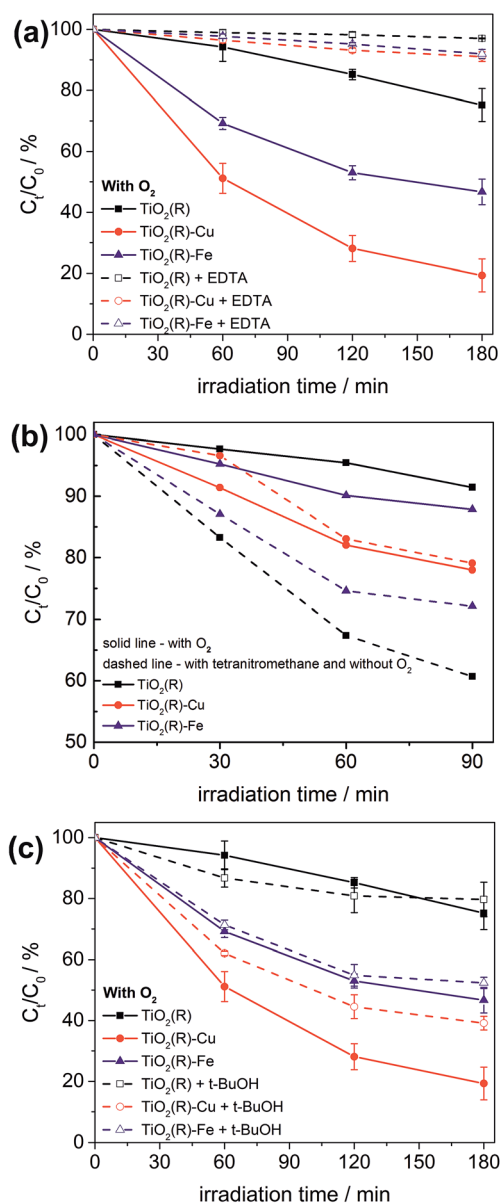 (a)
100
80
60
40
20
0
C_t/C_0 / %
With O₂
TiO₂(R)
TiO₂(R)-Cu
TiO₂(R)-Fe
TiO₂(R) + EDTA
TiO₂(R)-Cu + EDTA
TiO₂(R)-Fe + EDTA
0 30 60 90 120 150 180
irradiation time / min
(b)
100
90
80
70
60
50
C_t/C_0 / %
solid line - with O₂
dashed line - with tetranitromethane and without O₂
TiO₂(R)
TiO₂(R)-Cu
TiO₂(R)-Fe
0 30 60 90
irradiation time / min
(c)
100
80
60
40
20
0
C_t/C_0 / %
With O₂
TiO₂(R)
TiO₂(R)-Cu
TiO₂(R)-Fe
TiO₂(R) + t-BuOH
TiO₂(R)-Cu + t-BuOH
TiO₂(R)-Fe + t-BuOH
0 30 60 90 120 150 180
irradiation time / min